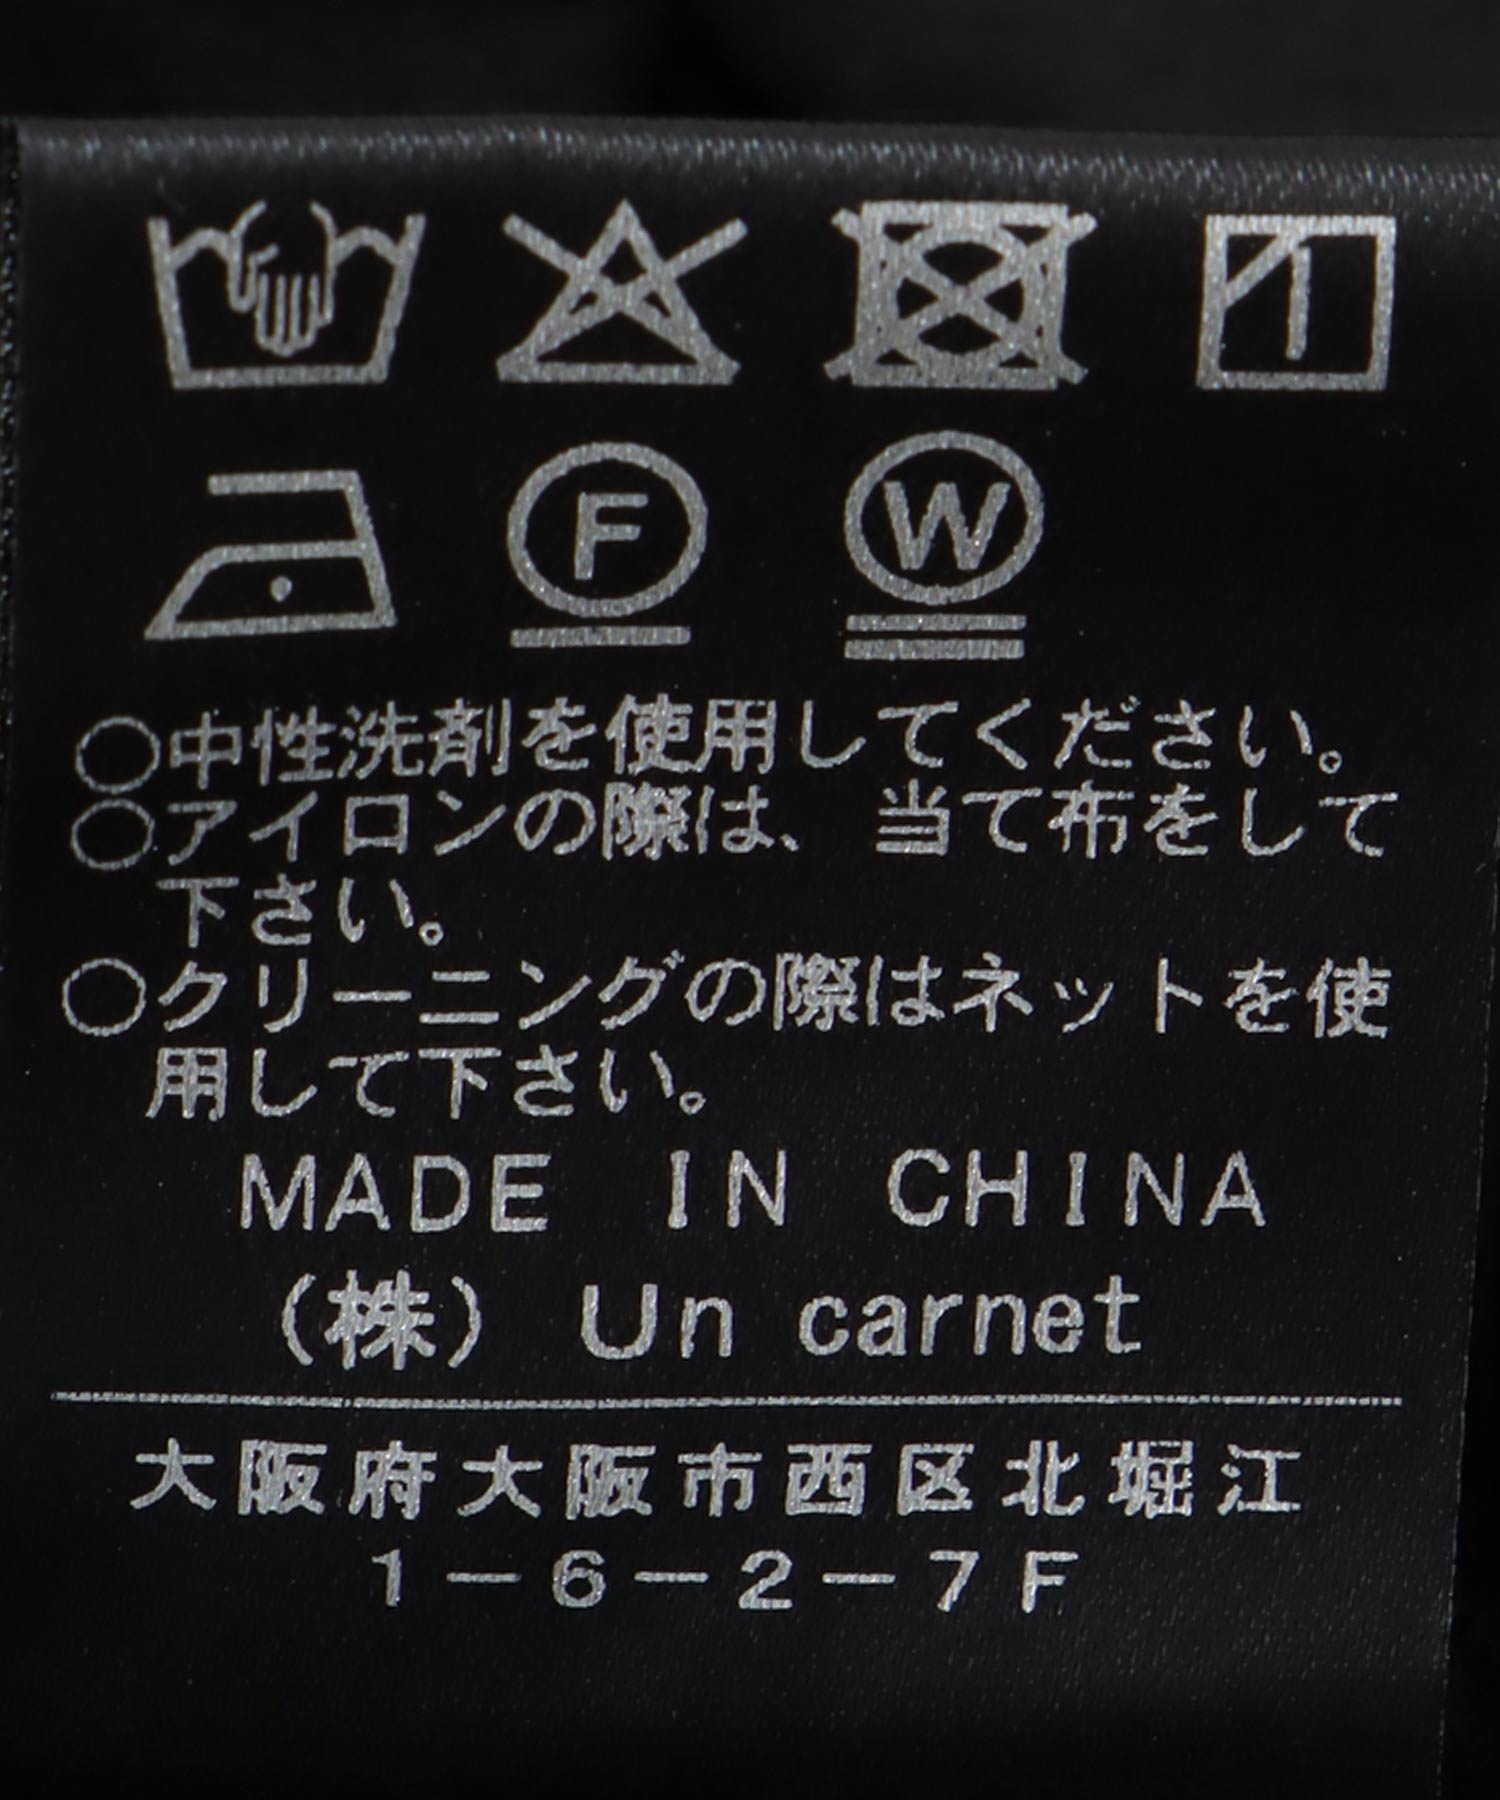 F W
○中性洗剤を使用してください。
○アイロンの際は、当て布をして
下さい。
○クリーニングの際はネットを使
用して下さい。
MADE IN CHINA
(株) Un carnet
大阪府大阪市西区北堀江
1－6－2－7F